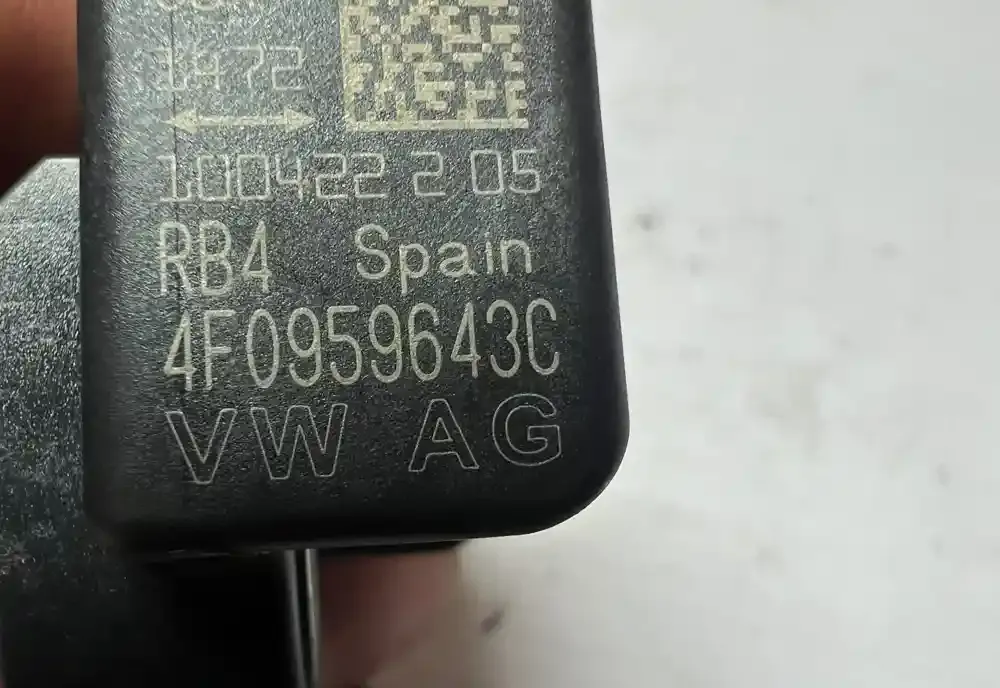 1472
100422 2 05
RB4 Spain
4F0959643C
VW AG